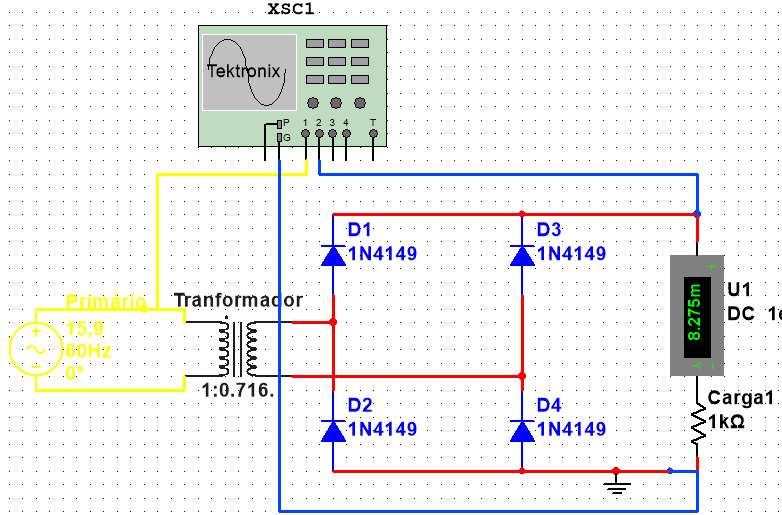 XSC1
Tektronix
P
G
1 2 3 4 T
D1
1N4149
D3
1N4149
Primário
15,9
60Hz
0°
Tranformador
1:0.716.
U1
DC 1e
8.275m
+
A
-
D2
1N4149
D4
1N4149
Carga1
1kΩ